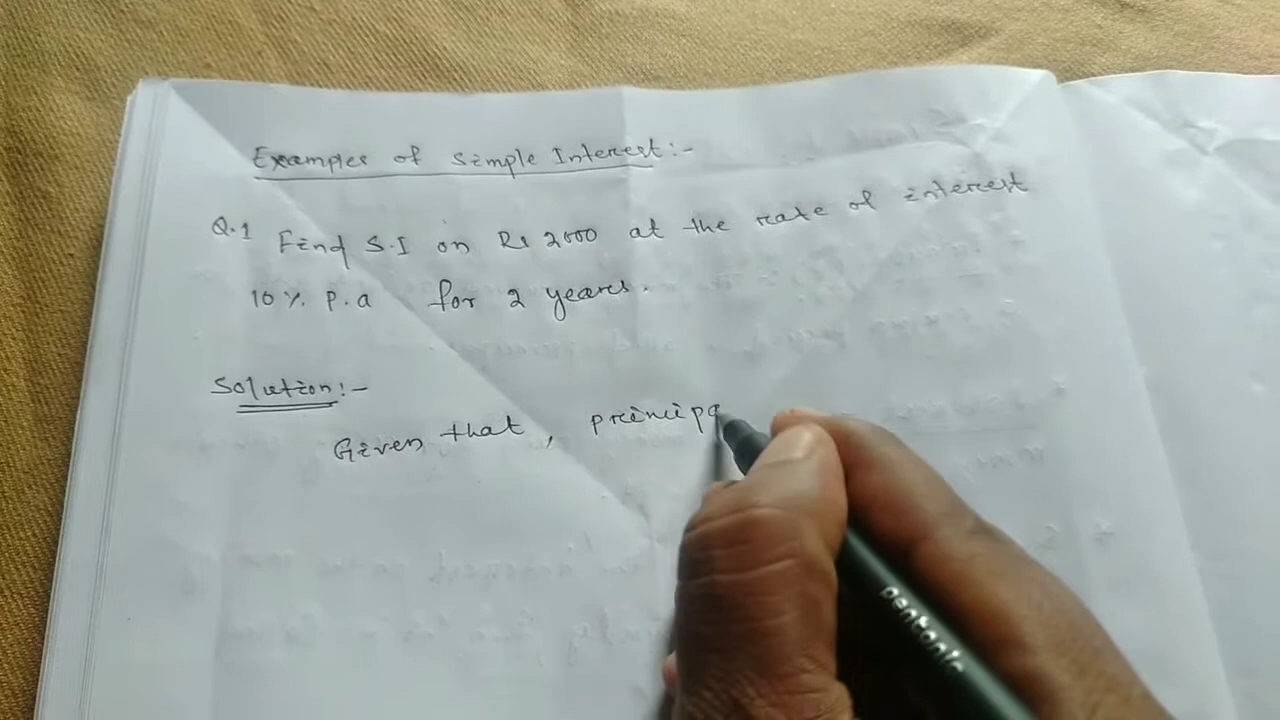 Examples of Simple Interest:-
Q.1 Find S.I on Rs 2000 at the rate of interest
10%. P.a for 2 years.
Solution:-
Given that, principa
pentonic